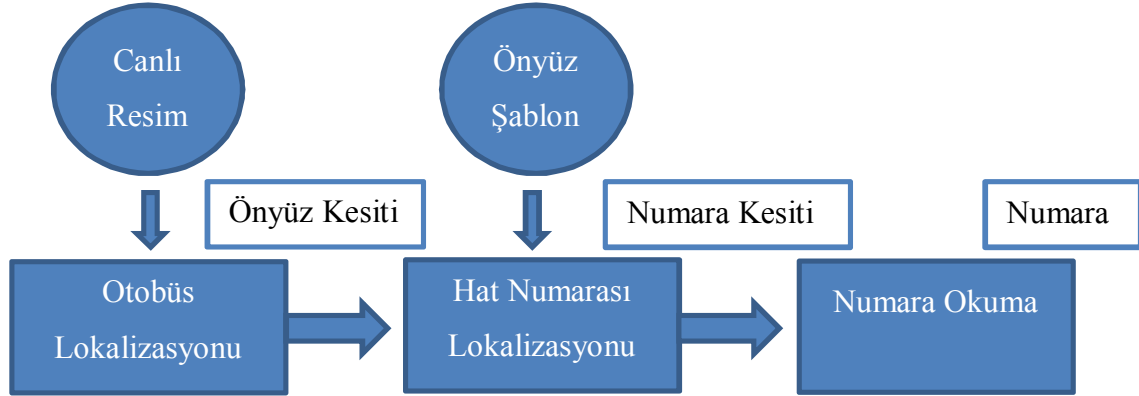 Canlı
Resim
Önyüz
Şablon
Önyüz Kesiti
Numara Kesiti
Numara
Otobüs
Lokalizasyonu
Hat Numarası
Lokalizasyonu
Numara Okuma